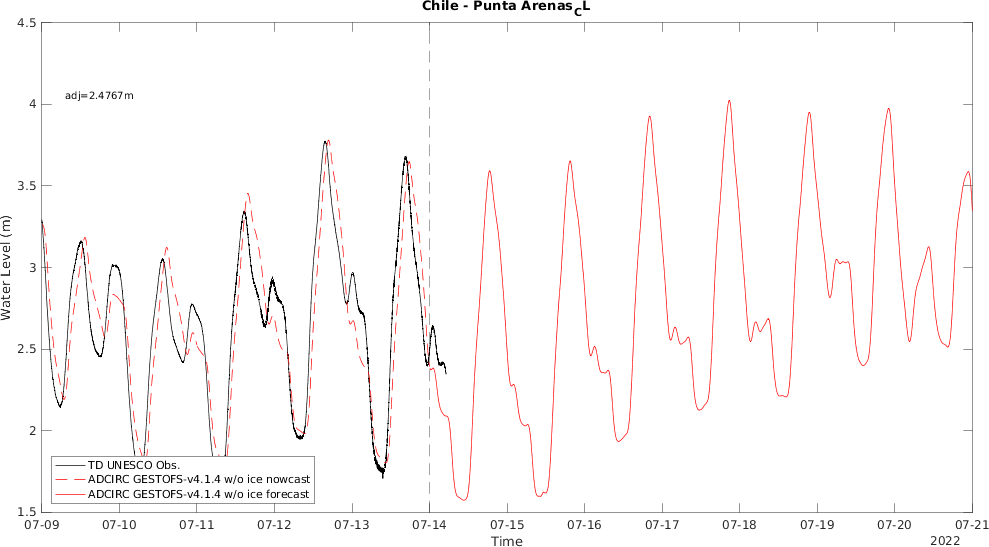 Chile - Punta Arenas_CL
4.5
4
3.5
3
2.5
2
1.5
Water Level (m)
adj=2.4767m
TD UNESCO Obs.
ADCIRC GESTOFS-v4.1.4 w/o ice nowcast
ADCIRC GESTOFS-v4.1.4 w/o ice forecast
07-09 07-10 07-11 07-12 07-13 07-14 07-15 07-16 07-17 07-18 07-19 07-20 07-21
Time
2022